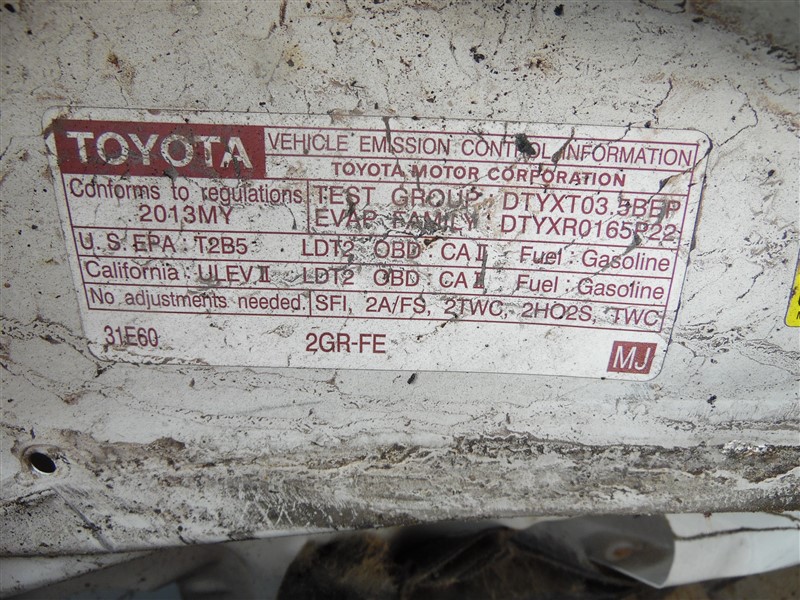 TOYOTA VEHICLE EMISSION CONTROL INFORMATION
TOYOTA MOTOR CORPORATION
Conforms to regulations TEST GROUP : DTYXT03.5BEP
2013MY EVAP. FAMILY : DTYXR0165P22
U.S. EPA : T2B5 LDT2 OBD : CA II Fuel : Gasoline
California : ULEV II LDT2 OBD : CA II Fuel : Gasoline
No adjustments needed. SFI, 2A/FS, 2TWC, 2HO2S, TWC
31E60 2GR-FE MJ